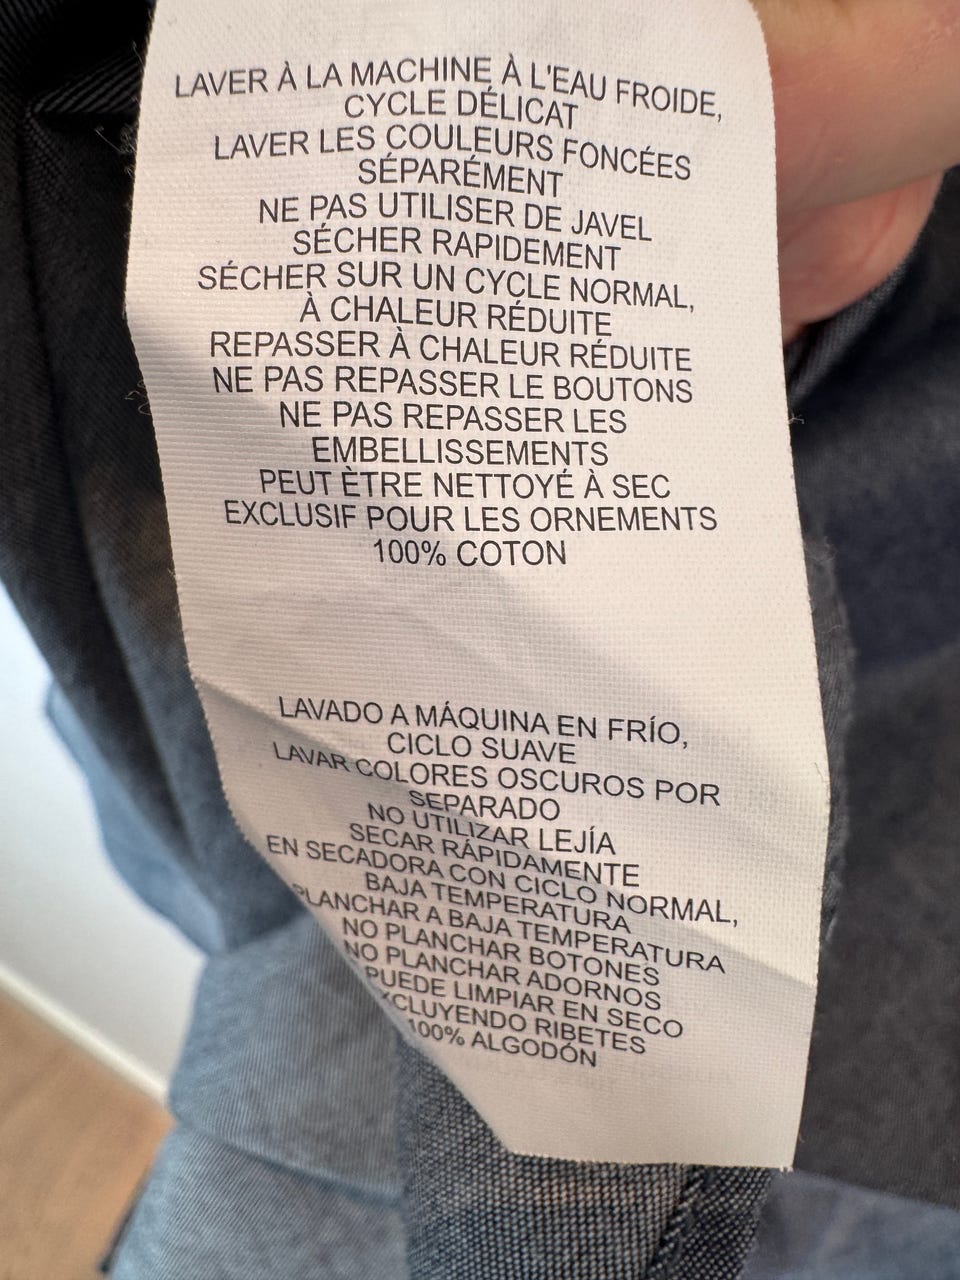 LAVER À LA MACHINE À L'EAU FROIDE,
CYCLE DÉLICAT
LAVER LES COULEURS FONCÉES
SÉPARÉMENT
NE PAS UTILISER DE JAVEL
SÉCHER RAPIDEMENT
SÉCHER SUR UN CYCLE NORMAL,
À CHALEUR RÉDUITE
REPASSER À CHALEUR RÉDUITE
NE PAS REPASSER LE BOUTONS
NE PAS REPASSER LES
EMBELLISSEMENTS
PEUT ÈTRE NETTOYÉ À SEC
EXCLUSIF POUR LES ORNEMENTS
100% COTON
LAVADO A MÁQUINA EN FRÍO,
CICLO SUAVE
LAVAR COLORES OSCUROS POR
SEPARADO
NO UTILIZAR LEJÍA
SECAR RÁPIDAMENTE
EN SECADORA CON CICLO NORMAL,
BAJA TEMPERATURA
PLANCHAR A BAJA TEMPERATURA
NO PLANCHAR BOTONES
NO PLANCHAR ADORNOS
PUEDE LIMPIAR EN SECO
XCLUYENDO RIBETES
100% ALGODÓN